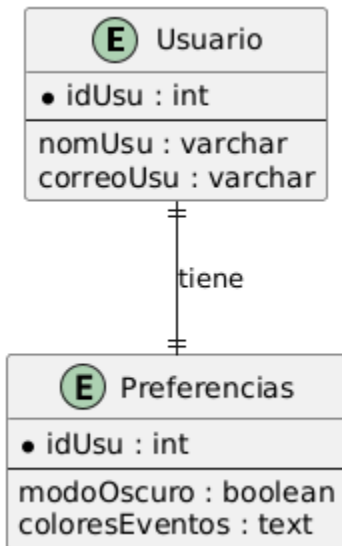 E Usuario
• idUsu : int
nomUsu : varchar
correoUsu : varchar
tiene
E Preferencias
• idUsu : int
modoOscuro : boolean
coloresEventos : text